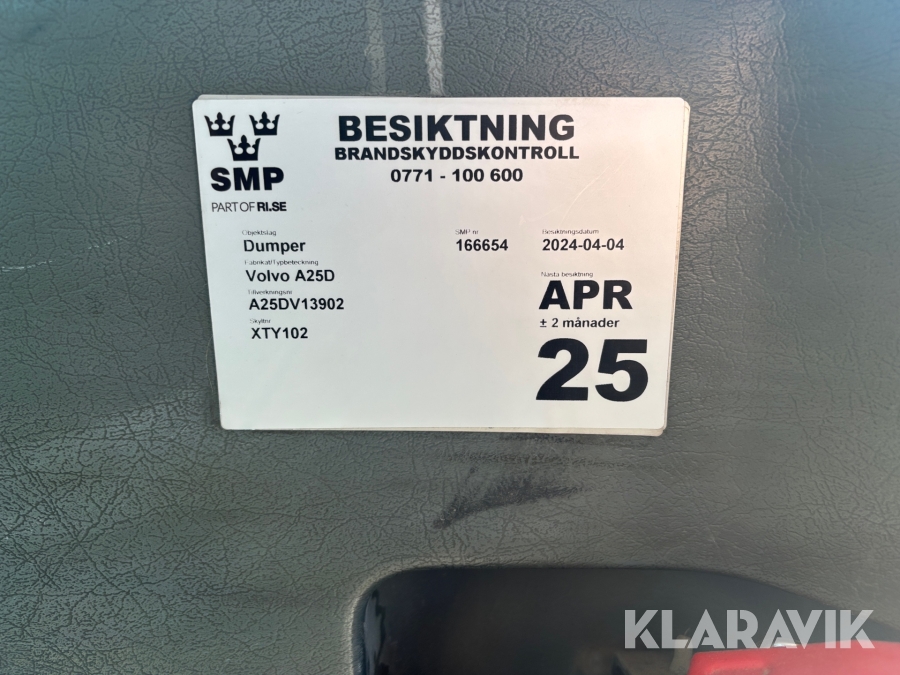 BESIKTNING
BRANDSKYDDSKONTROLL
0771 - 100 600
SMP
PART OF RI.SE
Objektslag
Dumper
SMP nr
166654
Besiktningsdatum
2024-04-04
Fabrikat/Typbeteckning
Volvo A25D
Tillverkningsnr
A25DV13902
Skyltnr
XTY102
Nästa besiktning
APR
± 2 månader
25
KLARAVIK